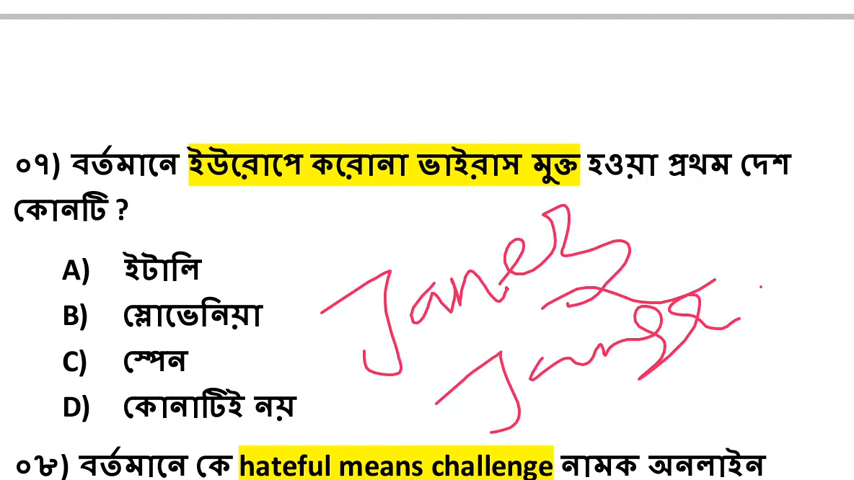 ০৭) বর্তমানে ইউরোপে করোনা ভাইরাস মুক্ত হওয়া প্রথম দেশ
কোনটি ?
A) ইটালি
B) স্লোভেনিয়া
C) স্পেন
D) কোনাটিই নয়
০৮) বর্তমানে কে hateful means challenge নামক অনলাইন